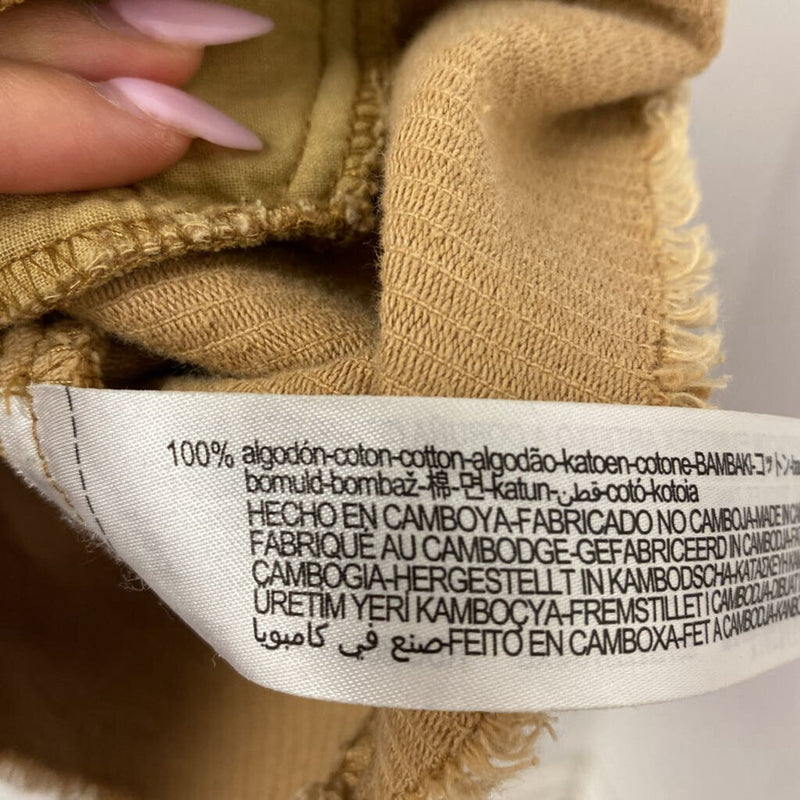 100% algodón-coton-cotton-algodão-katoen-cotone-BAMBAKI-コットン-
bomuld-bombaž-棉-면-katun-قطن-cotó-kotoia
HECHO EN CAMBOYA-FABRICADO NO CAMBOJA-MADE IN
FABRIQUÉ AU CAMBODGE-GEFABRICEERD IN CAMBODJA-
CAMBOGIA-HERGESTELLT IN KAMBODSCHA-
ÜRETİM YERİ KAMBOÇYA-FREMSTILLET I CAMBODJA-DIBUAT
صنع في كامبوديا-FEITO EN CAMBOXA-FET A CAMBODJA-